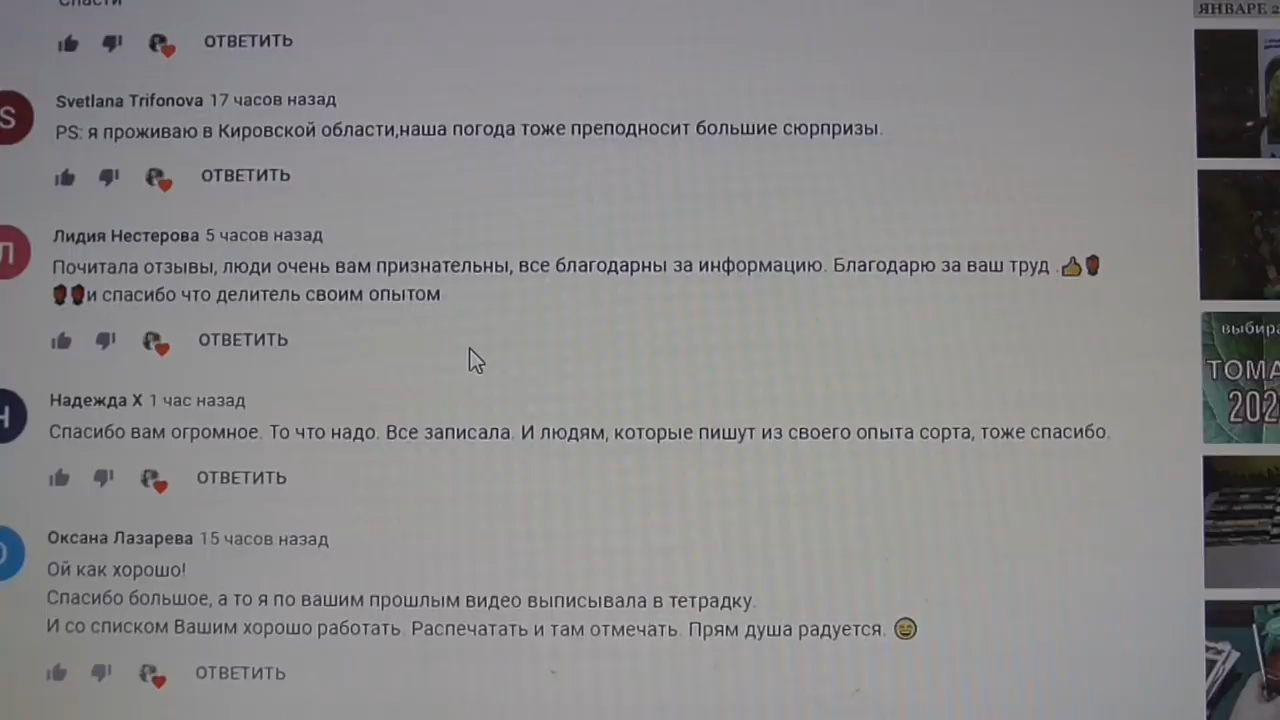 Спасти
ОТВЕТИТЬ
ЯНВАРЕ 2
S
Svetlana Trifonova 17 часов назад
PS: я проживаю в Кировской области,наша погода тоже преподносит большие сюрпризы.
ОТВЕТИТЬ
Л
Лидия Нестерова 5 часов назад
Почитала отзывы, люди очень вам признательны, все благодарны за информацию. Благодарю за ваш труд .👍🌹
🌹🌹и спасибо что делитель своим опытом
ОТВЕТИТЬ
выбира
ТОМА
202
Н
Надежда Х 1 час назад
Спасибо вам огромное. То что надо. Все записала. И людям, которые пишут из своего опыта сорта, тоже спасибо.
ОТВЕТИТЬ
О
Оксана Лазарева 15 часов назад
Ой как хорошо!
Спасибо большое, а то я по вашим прошлым видео выписывала в тетрадку.
И со списком Вашим хорошо работать. Распечатать и там отмечать. Прям душа радуется. 😄
ОТВЕТИТЬ